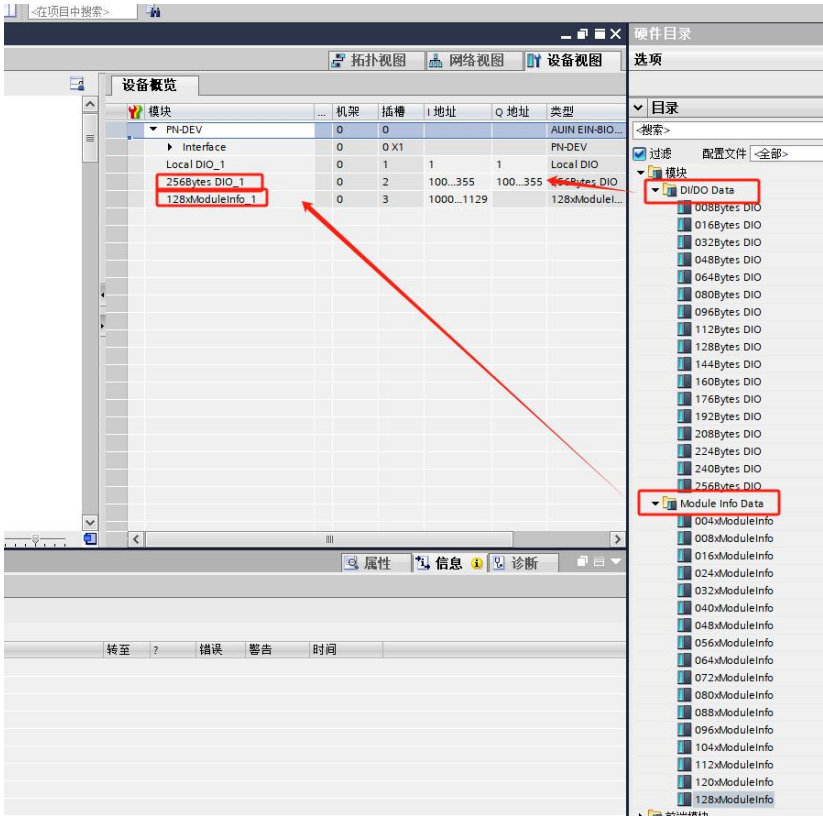 <在项目中搜索>
硬件目录
拓扑视图 网络视图 设备视图
选项
设备概览
模块 ... 机架 插槽 I 地址 Q 地址 类型
PN-DEV 0 0 AUIN EIN-8IO...
Interface 0 0 X1 PN-DEV
Local DIO_1 0 1 1 1 Local DIO
256Bytes DIO_1 0 2 100...355 100...355 256Bytes DIO
128xModuleInfo_1 0 3 1000...1129 128xModuleI...
目录
<搜索>
过滤 配置文件 <全部>
模块
DI/DO Data
008Bytes DIO
016Bytes DIO
032Bytes DIO
048Bytes DIO
064Bytes DIO
080Bytes DIO
096Bytes DIO
112Bytes DIO
128Bytes DIO
144Bytes DIO
160Bytes DIO
176Bytes DIO
192Bytes DIO
208Bytes DIO
224Bytes DIO
240Bytes DIO
256Bytes DIO
Module Info Data
004xModuleInfo
008xModuleInfo
016xModuleInfo
024xModuleInfo
032xModuleInfo
040xModuleInfo
048xModuleInfo
056xModuleInfo
064xModuleInfo
072xModuleInfo
080xModuleInfo
088xModuleInfo
096xModuleInfo
104xModuleInfo
112xModuleInfo
120xModuleInfo
128xModuleInfo
前端模块
属性 信息 诊断
转至 ? 错误 警告 时间